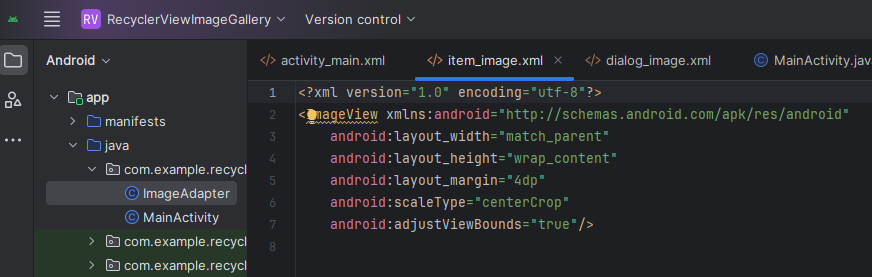 RV RecyclerViewImageGallery Version control
Android
activity_main.xml item_image.xml dialog_image.xml MainActivity.java
app
manifests
java
com.example.recycl
ImageAdapter
MainActivity
com.example.recycl
com.example.recycl
1 <?xml version="1.0" encoding="utf-8"?>
2 <ImageView xmlns:android="http://schemas.android.com/apk/res/android"
3 android:layout_width="match_parent"
4 android:layout_height="wrap_content"
5 android:layout_margin="4dp"
6 android:scaleType="centerCrop"
7 android:adjustViewBounds="true"/>
8